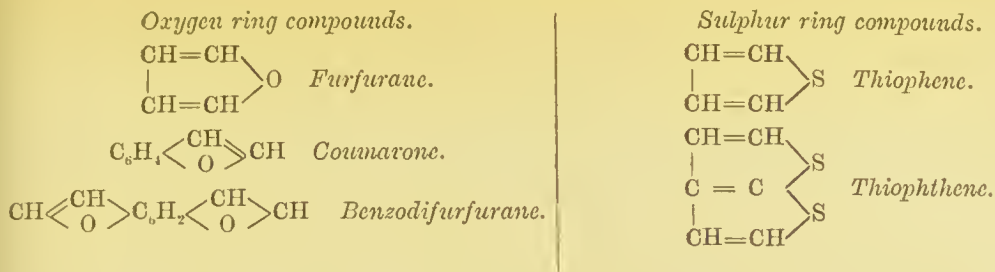 Oxygen ring compounds.
CH=CH
O Furfurane.
CH=CH
C₆H₄<CH O>CH Coumarone.
CH<CH O>C₆H₂<CH O>CH Benzodifurfurane.
Sulphur ring compounds.
CH=CH
S Thiophene.
CH=CH
CH=CH
S
C = C Thiophthene.
S
CH=CH